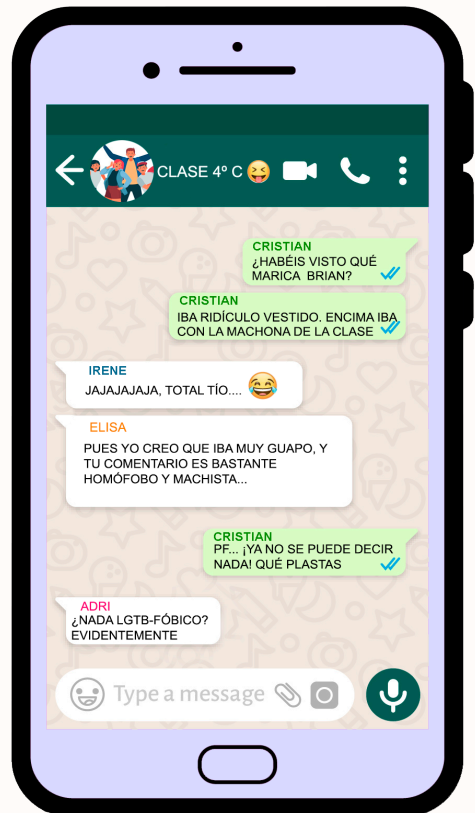 CLASE 4º C
CRISTIAN
¿HABÉIS VISTO QUÉ
MARICA BRIAN?
CRISTIAN
IBA RIDÍCULO VESTIDO. ENCIMA IBA
CON LA MACHONA DE LA CLASE
IRENE
JAJAJAJAJA, TOTAL TÍO....
ELISA
PUES YO CREO QUE IBA MUY GUAPO, Y
TU COMENTARIO ES BASTANTE
HOMÓFOBO Y MACHISTA...
CRISTIAN
PF... ¡YA NO SE PUEDE DECIR
NADA! QUÉ PLASTAS
ADRI
¿NADA LGTB-FÓBICO?
EVIDENTEMENTE
Type a message